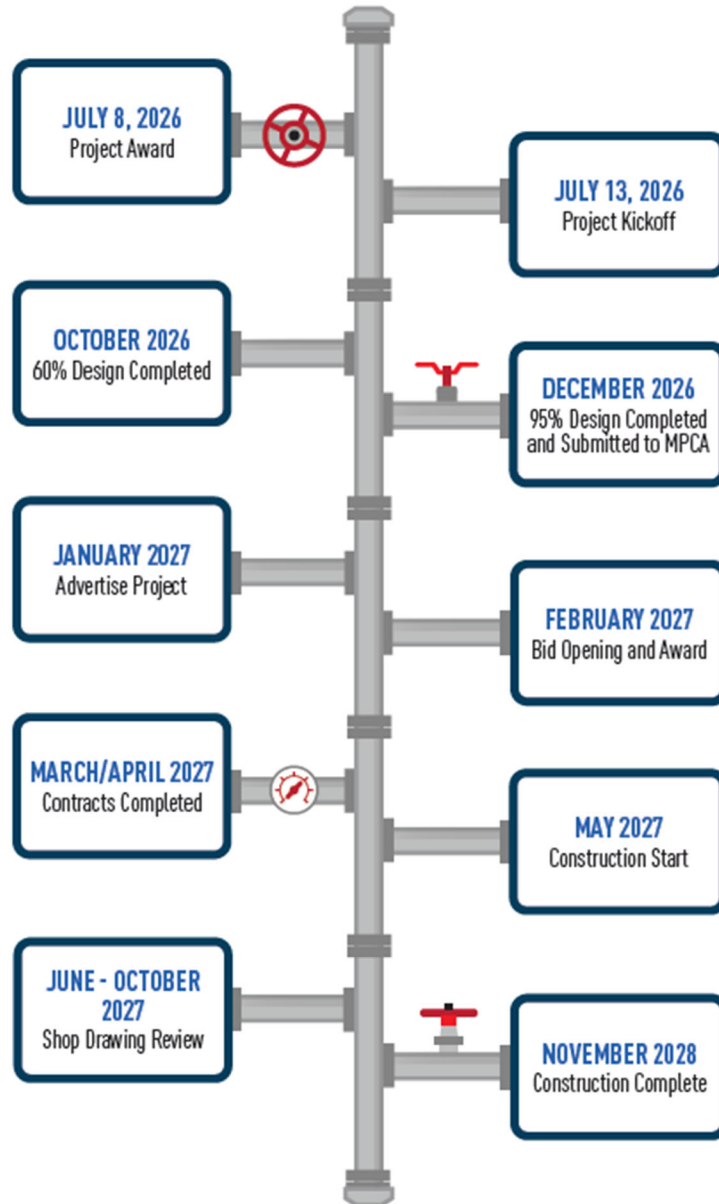 JULY 8, 2026
Project Award
JULY 13, 2026
Project Kickoff
OCTOBER 2026
60% Design Completed
DECEMBER 2026
95% Design Completed
and Submitted to MPCA
JANUARY 2027
Advertise Project
FEBRUARY 2027
Bid Opening and Award
MARCH/APRIL 2027
Contracts Completed
MAY 2027
Construction Start
JUNE - OCTOBER
2027
Shop Drawing Review
NOVEMBER 2028
Construction Complete